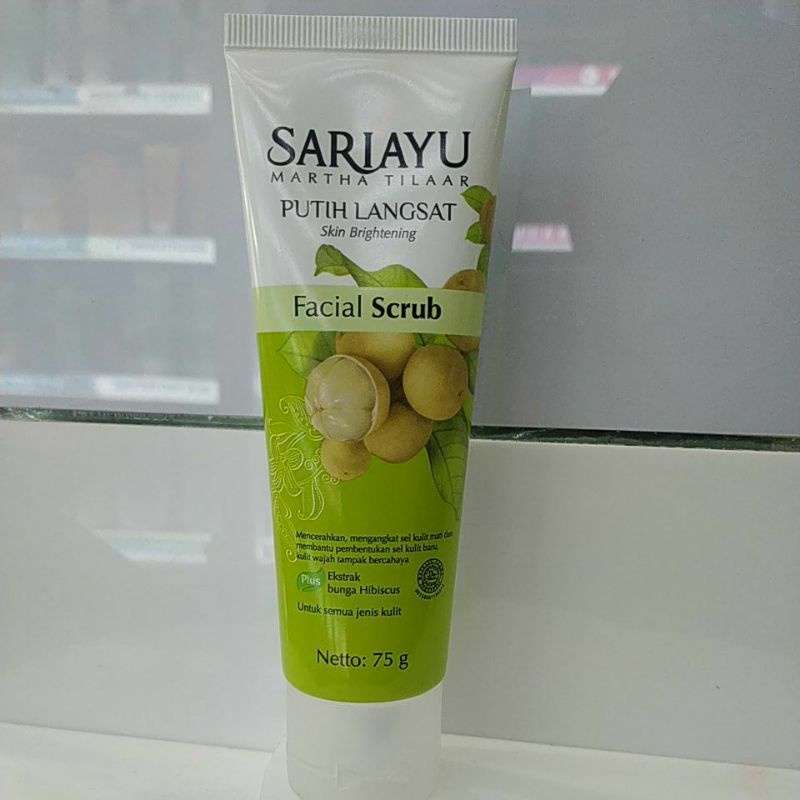 SARIAYU
MARTHA TILAAR
PUTIH LANGSAT
Skin Brightening
Facial Scrub
Mencerahkan, mengangkat sel kulit mati dan
membantu pembentukan sel kulit baru,
kulit wajah tampak bercahaya
Plus Ekstrak
bunga Hibiscus
Untuk semua jenis kulit
Netto: 75 g